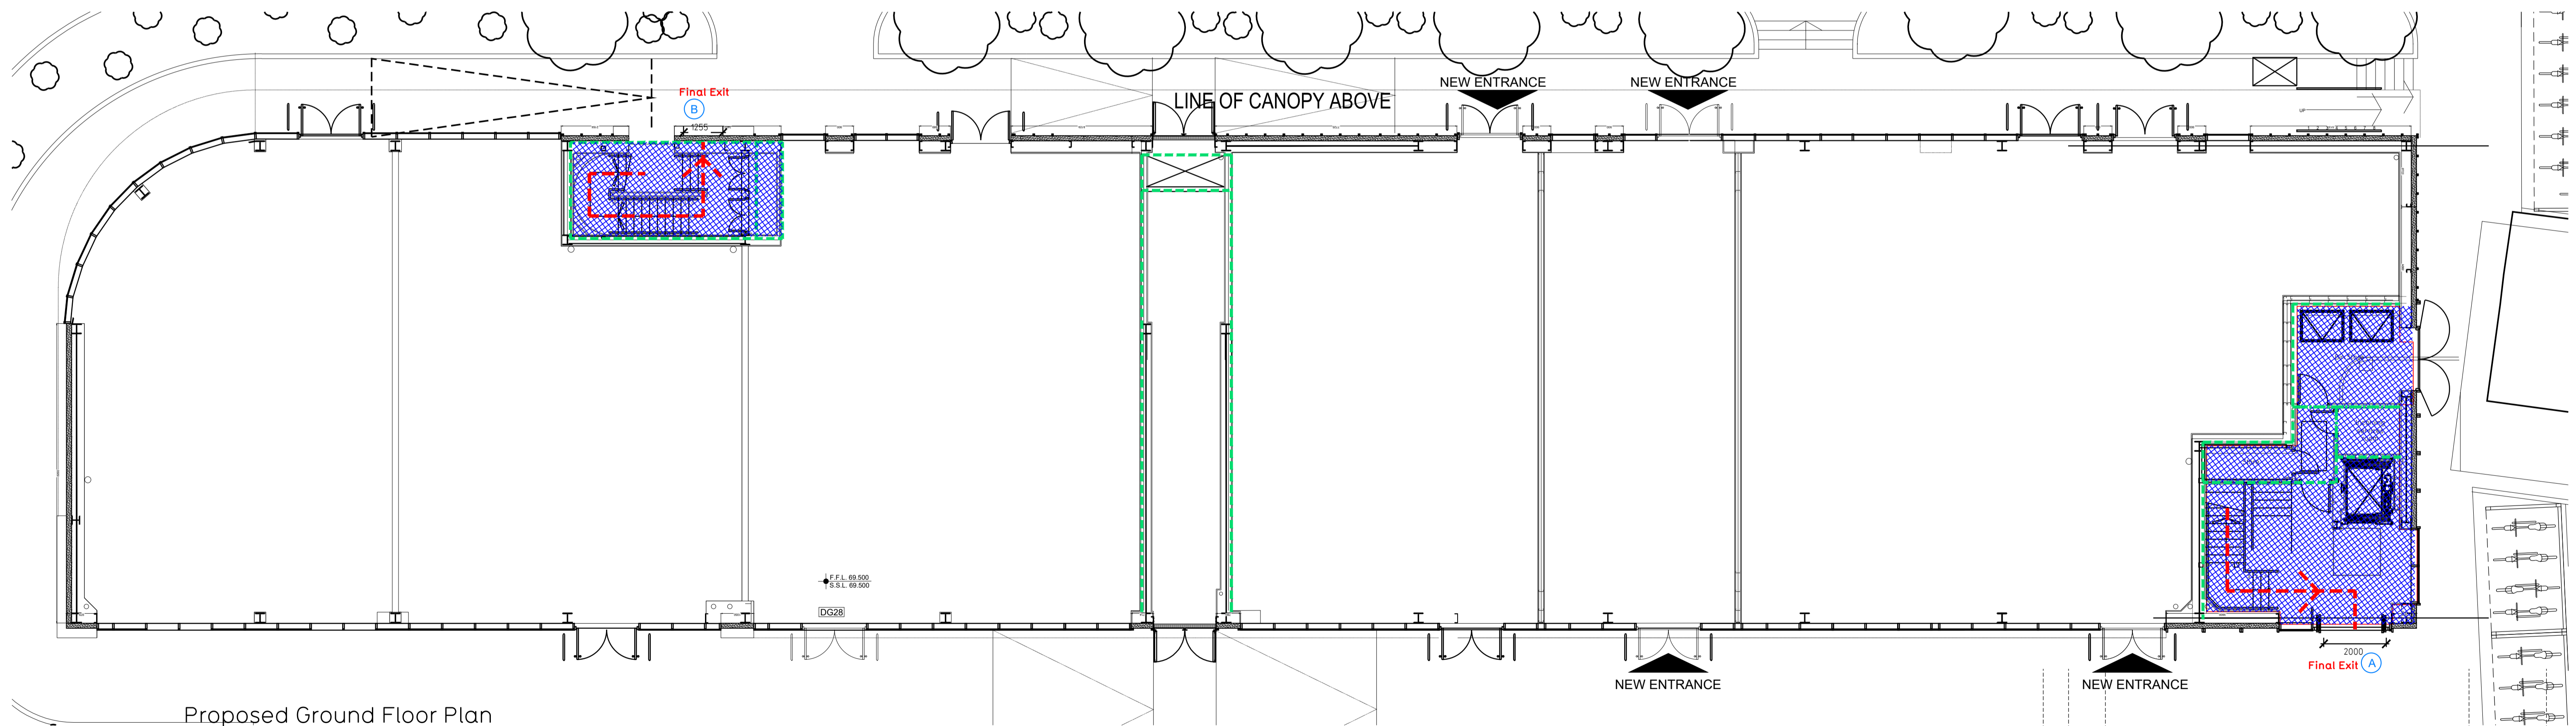 NEW ENTRANCE
NEW ENTRANCE
Final Exit
B
1255
LINE OF CANOPY ABOVE
UP
F.F.L. 69.500
S.S.L. 69.500
DG28
2000
Final Exit
A
NEW ENTRANCE
NEW ENTRANCE
Proposed Ground Floor Plan